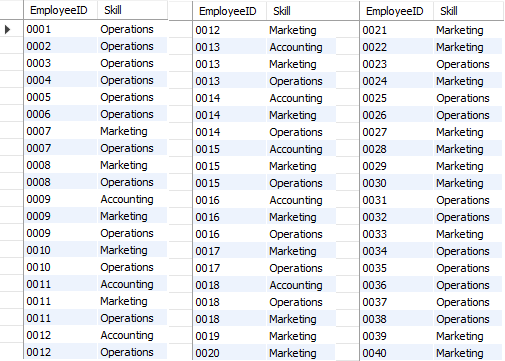 EmployeeID Skill
0001 Operations
0002 Operations
0003 Operations
0004 Operations
0005 Operations
0006 Operations
0007 Marketing
0007 Operations
0008 Marketing
0008 Operations
0009 Accounting
0009 Marketing
0009 Operations
0010 Marketing
0010 Operations
0011 Accounting
0011 Marketing
0011 Operations
0012 Accounting
0012 Operations
EmployeeID Skill
0012 Marketing
0013 Accounting
0013 Marketing
0013 Operations
0014 Accounting
0014 Marketing
0014 Operations
0015 Accounting
0015 Marketing
0015 Operations
0016 Accounting
0016 Marketing
0016 Operations
0017 Marketing
0017 Operations
0018 Accounting
0018 Operations
0018 Marketing
0019 Marketing
0020 Marketing
EmployeeID Skill
0021 Marketing
0022 Marketing
0023 Operations
0024 Marketing
0025 Operations
0026 Operations
0027 Marketing
0028 Marketing
0029 Marketing
0030 Marketing
0031 Operations
0032 Operations
0033 Marketing
0034 Operations
0035 Operations
0036 Operations
0037 Operations
0038 Operations
0039 Marketing
0040 Marketing